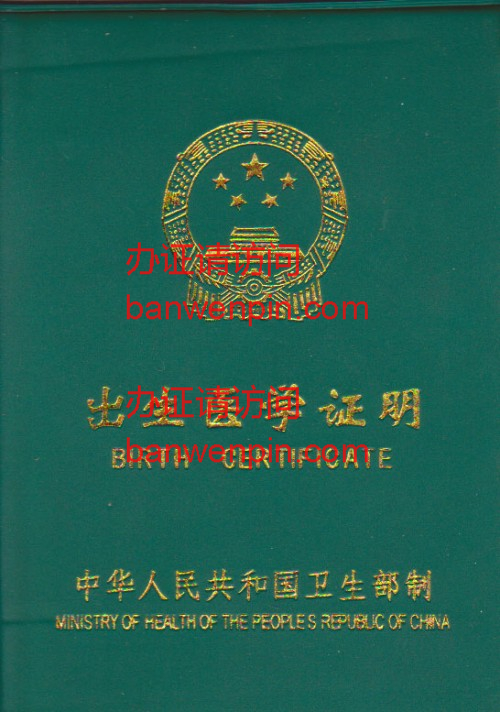 办证请访问
banwenpin.com
办证请访问
出生医学证明
banwenpin.com
BIRTH CERTIFICATE
中华人民共和国卫生部制
MINISTRY OF HEALTH OF THE PEOPLE'S REPUBLIC OF CHINA